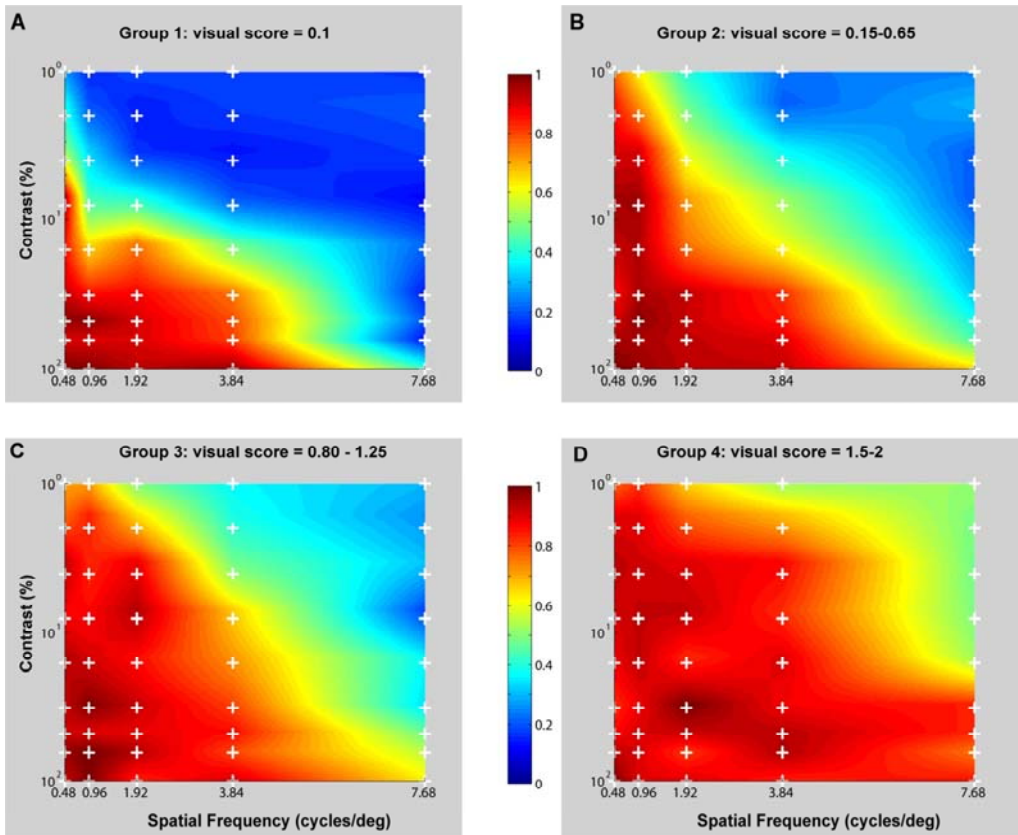 A
Group 1: visual score = 0.1
10⁰
10¹
10²
Contrast (%)
0.48 0.96 1.92 3.84 7.68
1
0.8
0.6
0.4
0.2
0
B
Group 2: visual score = 0.15-0.65
10⁰
10¹
10²
0.48 0.96 1.92 3.84 7.68
C
Group 3: visual score = 0.80 - 1.25
10⁰
10¹
10²
Contrast (%)
0.48 0.96 1.92 3.84 7.68
Spatial Frequency (cycles/deg)
1
0.8
0.6
0.4
0.2
0
D
Group 4: visual score = 1.5-2
10⁰
10¹
10²
0.48 0.96 1.92 3.84 7.68
Spatial Frequency (cycles/deg)